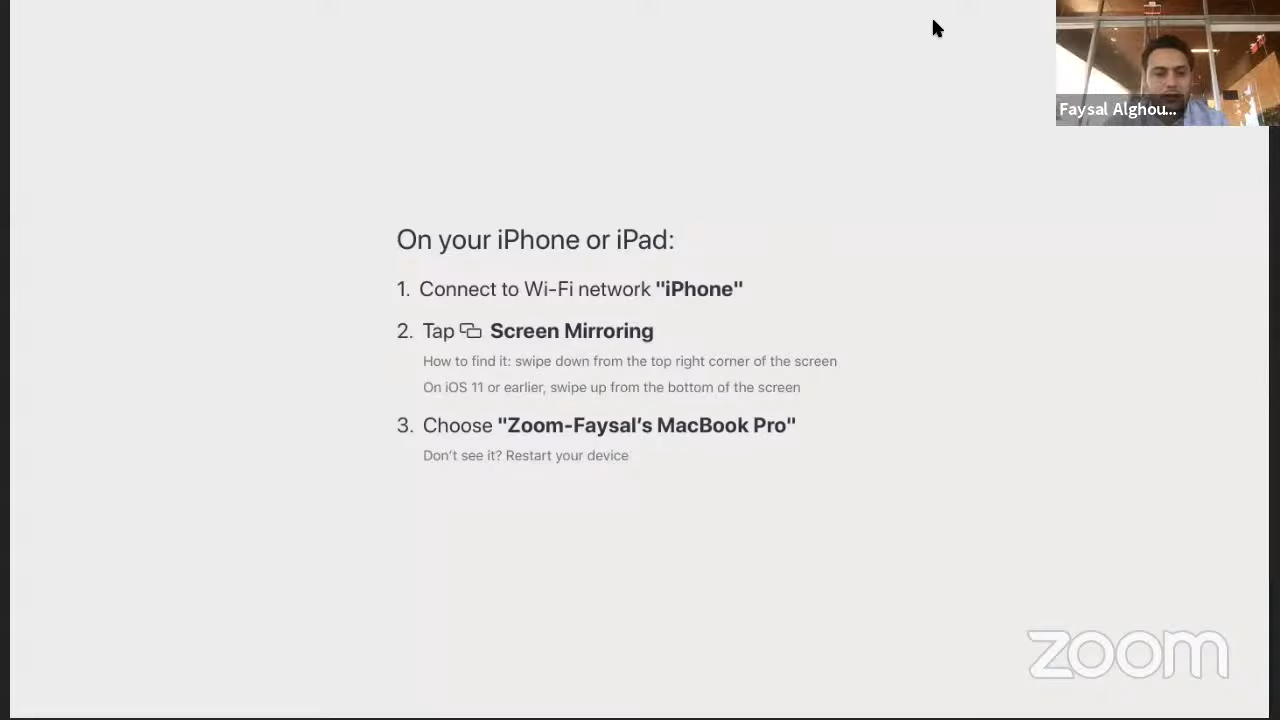 Faysal Alghou...
On your iPhone or iPad:
1. Connect to Wi-Fi network "iPhone"
2. Tap Screen Mirroring
How to find it: swipe down from the top right corner of the screen
On iOS 11 or earlier, swipe up from the bottom of the screen
3. Choose "Zoom-Faysal’s MacBook Pro"
Don’t see it? Restart your device
zoom